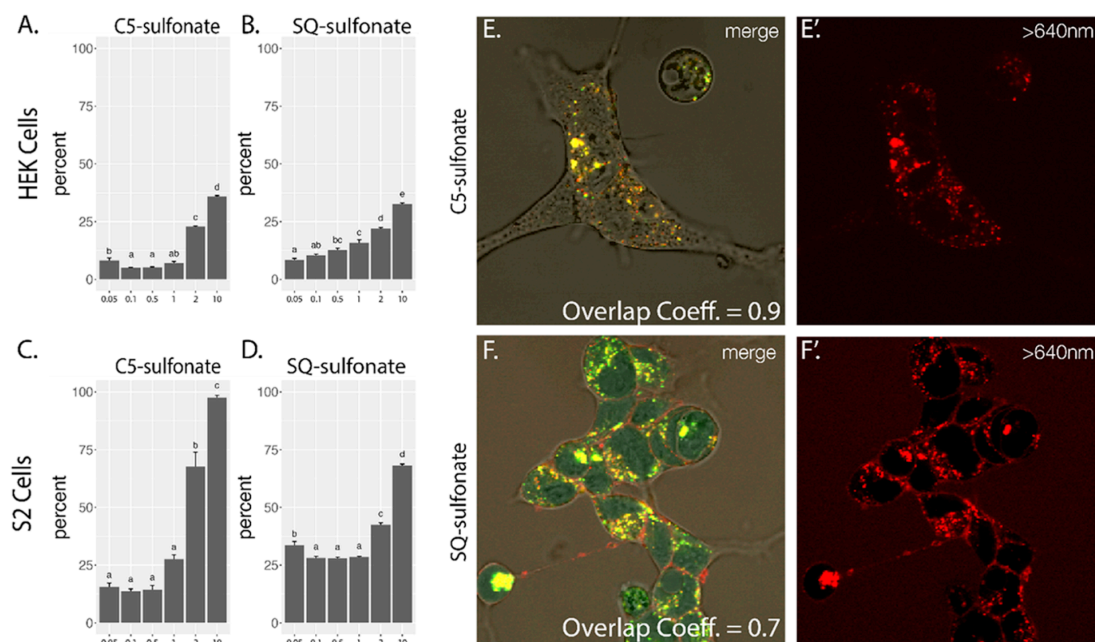 A.
C5-sulfonate
HEK Cells
percent
100
75
50
25
0
b
a
a
ab
c
d
0.05
0.1
0.5
1
2
10
B.
SQ-sulfonate
percent
100
75
50
25
0
a
ab
bc
c
d
e
0.05
0.1
0.5
1
2
10
C.
C5-sulfonate
S2 Cells
percent
100
75
50
25
0
a
a
a
a
b
c
D.
SQ-sulfonate
percent
100
75
50
25
0
b
a
a
a
c
d
C5-sulfonate
E.
merge
Overlap Coeff. = 0.9
E'.
>640nm
SQ-sulfonate
F.
merge
Overlap Coeff. = 0.7
F'.
>640nm